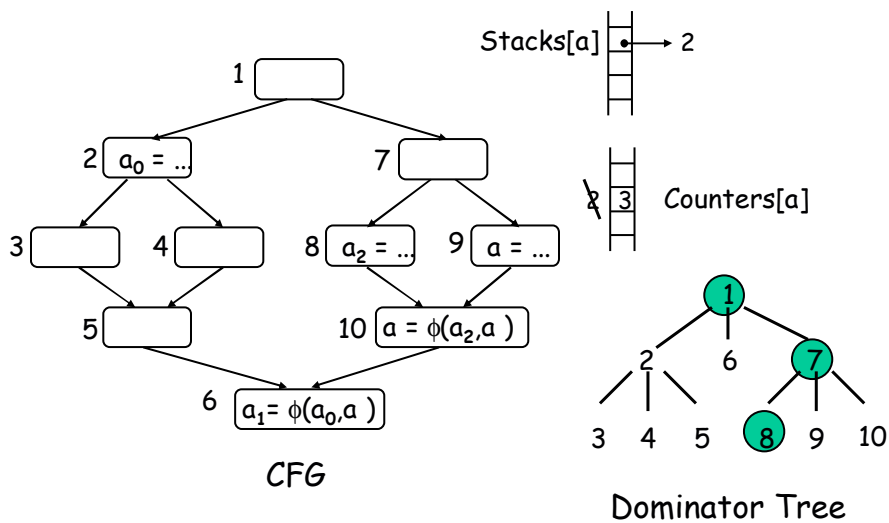 Stacks[a] 2
1
2 a₀ = ...
7
2 3 Counters[a]
3
4
8 a₂ = ...
9 a = ...
5
10 a = ϕ(a₂,a )
6 a₁= ϕ(a₀,a )
CFG
1
2 6 7
3 4 5 8 9 10
Dominator Tree